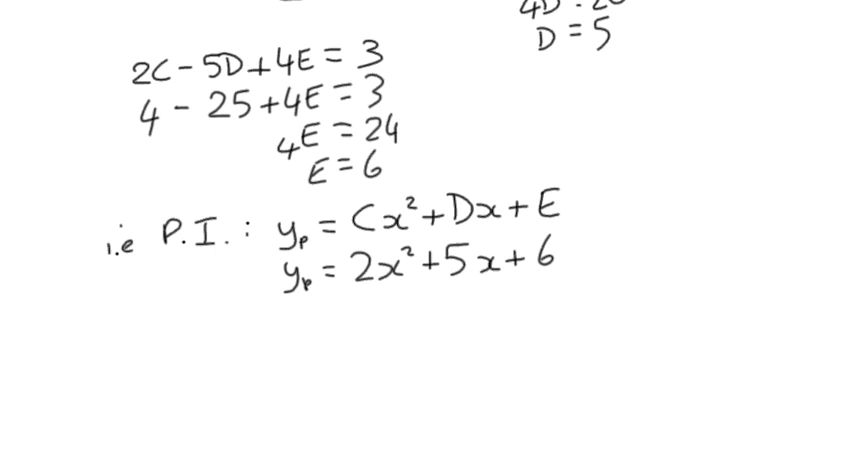 D = 5
2C - 5D + 4E = 3
4 - 25 + 4E = 3
4E = 24
E = 6
i.e P.I. : yₚ = Cx² + Dx + E
yₚ = 2x² + 5x + 6